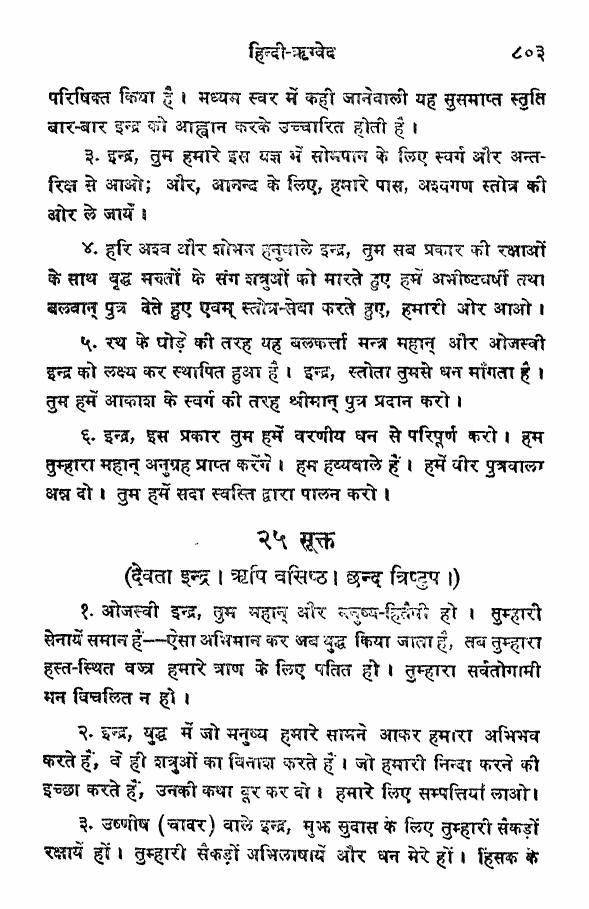 हिन्दी-ऋग्वेद ८०३
परिषिक्त किया है। मध्यम स्वर में कही जानेवाली यह सुसमाप्त स्तुति
बार-बार इन्द्र को आह्वान करके उच्चारित होती है।
३. इन्द्र, तुम हमारे इस यज्ञ में सोमपान के लिए स्वर्ग और अन्त-
रिक्ष से आओ; और, आनन्द के लिए, हमारे पास, अश्वगण स्तोत्र की
ओर ले जायँ।
४. हरि अश्व और शोभन हनुवाले इन्द्र, तुम सब प्रकार की रक्षाओं
के साथ वृद्ध मरुतों के संग शत्रुओं को मारते हुए हमें अभीष्टवर्षी तथा
बलवान् पुत्र देते हुए एवम् स्तोत्र-सेवा करते हुए, हमारी ओर आओ।
५. रथ के घोड़े की तरह यह बलकर्त्ता मन्त्र महान् और ओजस्वी
इन्द्र को लक्ष्य कर स्थापित हुआ है। इन्द्र, स्तोता तुमसे धन माँगता है।
तुम हमें आकाश के स्वर्ग की तरह श्रीमान् पुत्र प्रदान करो।
६. इन्द्र, इस प्रकार तुम हमें वरणीय धन से परिपूर्ण करो। हम
तुम्हारा महान् अनुग्रह प्राप्त करेंगे। हम हव्यवाले हैं। हमें वीर पुत्रवाला
अन्न दो। तुम हमें सदा स्वस्ति द्वारा पालन करो।
२५ सूक्त
(देवता इन्द्र। ऋषि वसिष्ठ। छन्द त्रिष्टुप।)
१. ओजस्वी इन्द्र, तुम महान् और मनुष्य-हितैषी हो। तुम्हारी
सेनायें समान हैं--ऐसा अभिमान कर जब युद्ध किया जाता है, तब तुम्हारा
हस्त-स्थित वज्र हमारे त्राण के लिए पतित हो। तुम्हारा सर्वतोगामी
मन विचलित न हो।
२. इन्द्र, युद्ध में जो मनुष्य हमारे सामने आकर हमारा अभिभव
करते हैं, वे ही शत्रुओं का विनाश करते हैं। जो हमारी निन्दा करने की
इच्छा करते हैं, उनकी कथा दूर कर दो। हमारे लिए सम्पत्तियाँ लाओ।
३. उष्णीष (चादर) वाले इन्द्र, मुझ सुदास के लिए तुम्हारी सैकड़ों
रक्षायें हों। तुम्हारी सैकड़ों अभिलाषायें और धन मेरे हों। हिंसक के